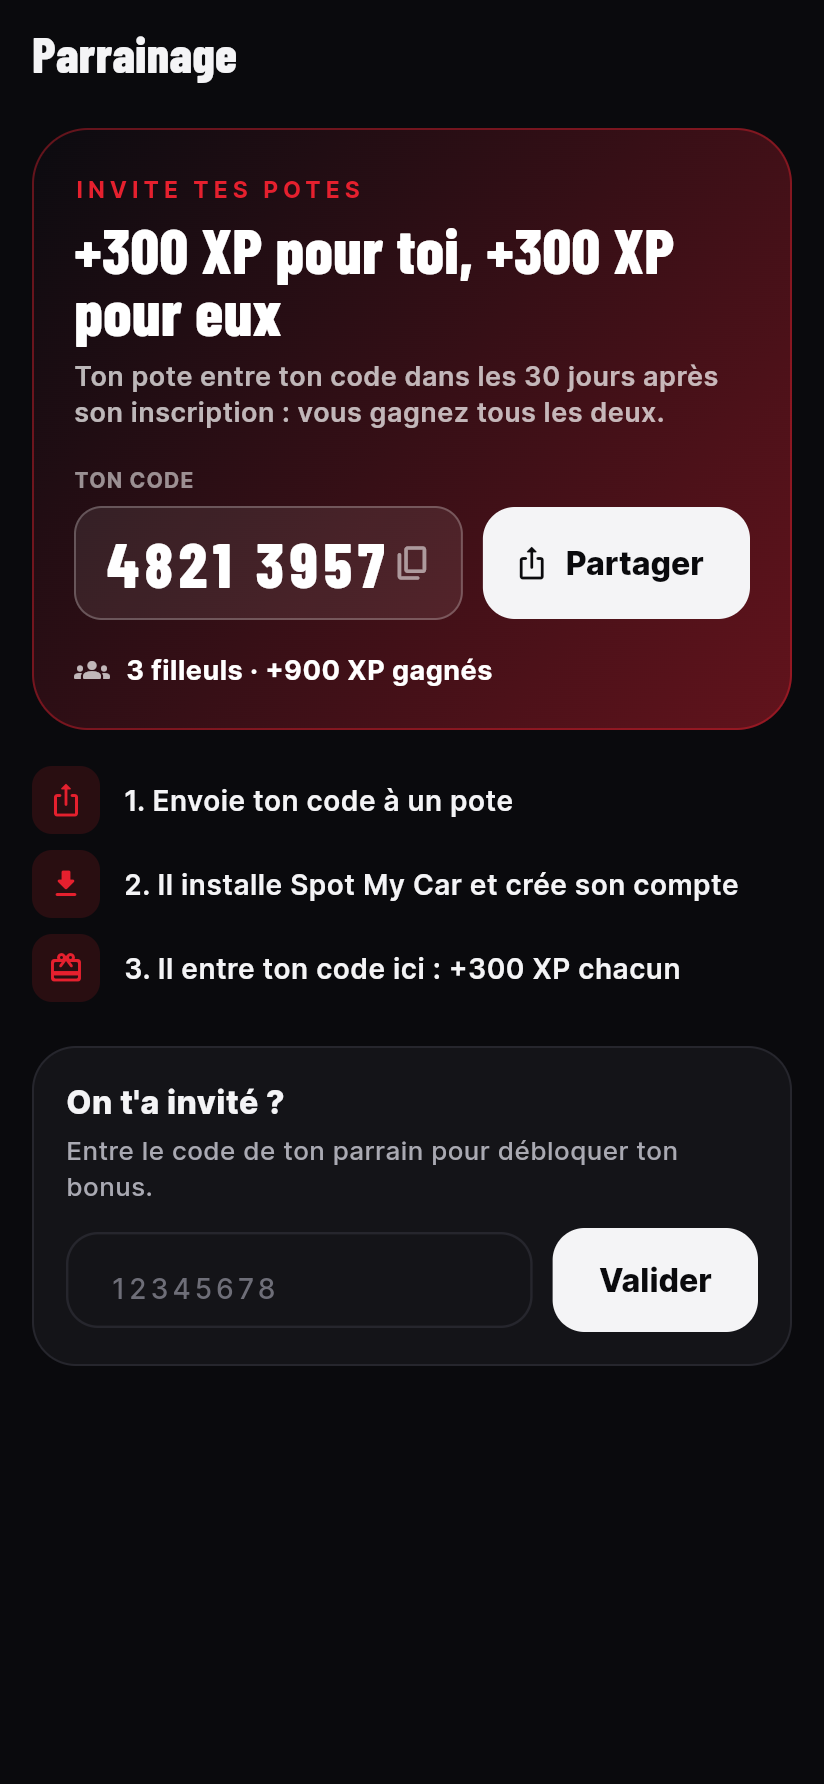 Parrainage
INVITE TES POTES
+300 XP pour toi, +300 XP
pour eux
Ton pote entre ton code dans les 30 jours après
son inscription : vous gagnez tous les deux.
TON CODE
4821 3957
Partager
3 filleuls · +900 XP gagnés
1. Envoie ton code à un pote
2. Il installe Spot My Car et crée son compte
3. Il entre ton code ici : +300 XP chacun
On t'a invité ?
Entre le code de ton parrain pour débloquer ton
bonus.
12345678
Valider